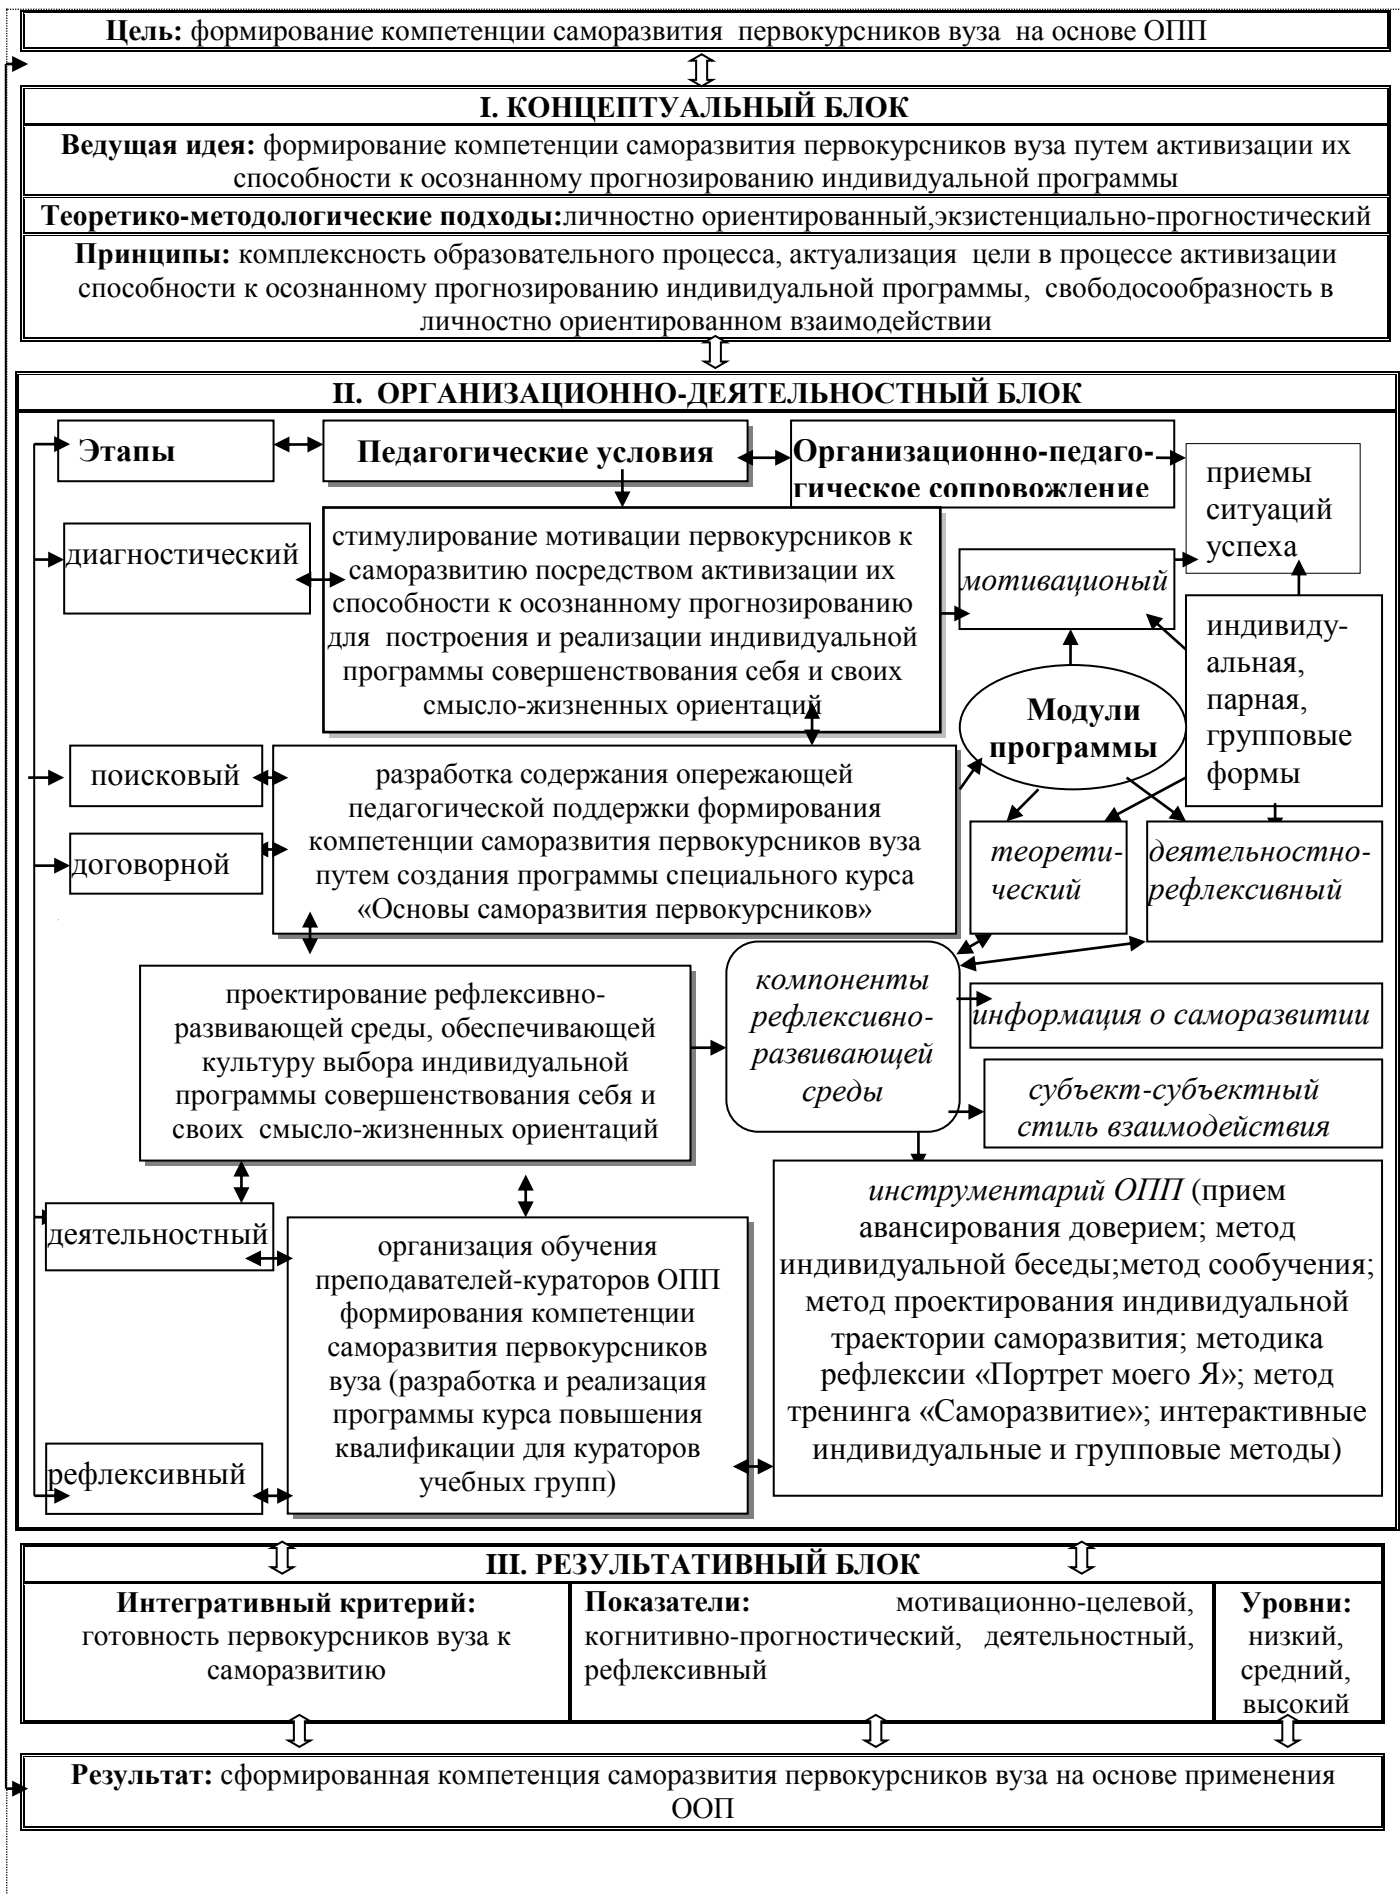 Цель: формирование компетенции саморазвития первокурсников вуза на основе ОПП
I. КОНЦЕПТУАЛЬНЫЙ БЛОК
Ведущая идея: формирование компетенции саморазвития первокурсников вуза путем активизации их
способности к осознанному прогнозированию индивидуальной программы
Теоретико-методологические подходы:личностно ориентированный,экзистенциально-прогностический
Принципы: комплексность образовательного процесса, актуализация цели в процессе активизации
способности к осознанному прогнозированию индивидуальной программы, свободосообразность в
личностно ориентированном взаимодействии
II. ОРГАНИЗАЦИОННО-ДЕЯТЕЛЬНОСТНЫЙ БЛОК
Этапы
Педагогические условия
Организационно-педаго-
гическое сопровождение
приемы
ситуаций
успеха
диагностический
стимулирование мотивации первокурсников к
саморазвитию посредством активизации их
способности к осознанному прогнозированию
для построения и реализации индивидуальной
программы совершенствования себя и своих
смысло-жизненных ориентаций
мотивационый
индивиду-
альная,
парная,
групповые
формы
Модули
программы
поисковый
договорной
разработка содержания опережающей
педагогической поддержки формирования
компетенции саморазвития первокурсников вуза
путем создания программы специального курса
«Основы саморазвития первокурсников»
теорети-
ческий
деятельностно-
рефлексивный
проектирование рефлексивно-
развивающей среды, обеспечивающей
культуру выбора индивидуальной
программы совершенствования себя и
своих смысло-жизненных ориентаций
компоненты
рефлексивно-
развивающей
среды
информация о саморазвитии
субъект-субъектный
стиль взаимодействия
деятельностный
организация обучения
преподавателей-кураторов ОПП
формирования компетенции
саморазвития первокурсников
вуза (разработка и реализация
программы курса повышения
квалификации для кураторов
учебных групп)
инструментарий ОПП (прием
авансирования доверием; метод
индивидуальной беседы;метод сообучения;
метод проектирования индивидуальной
траектории саморазвития; методика
рефлексии «Портрет моего Я»; метод
тренинга «Саморазвитие»; интерактивные
индивидуальные и групповые методы)
рефлексивный
III. РЕЗУЛЬТАТИВНЫЙ БЛОК
Интегративный критерий:
готовность первокурсников вуза к
саморазвитию
Показатели: мотивационно-целевой,
когнитивно-прогностический, деятельностный,
рефлексивный
Уровни:
низкий,
средний,
высокий
Результат: сформированная компетенция саморазвития первокурсников вуза на основе применения
ООП